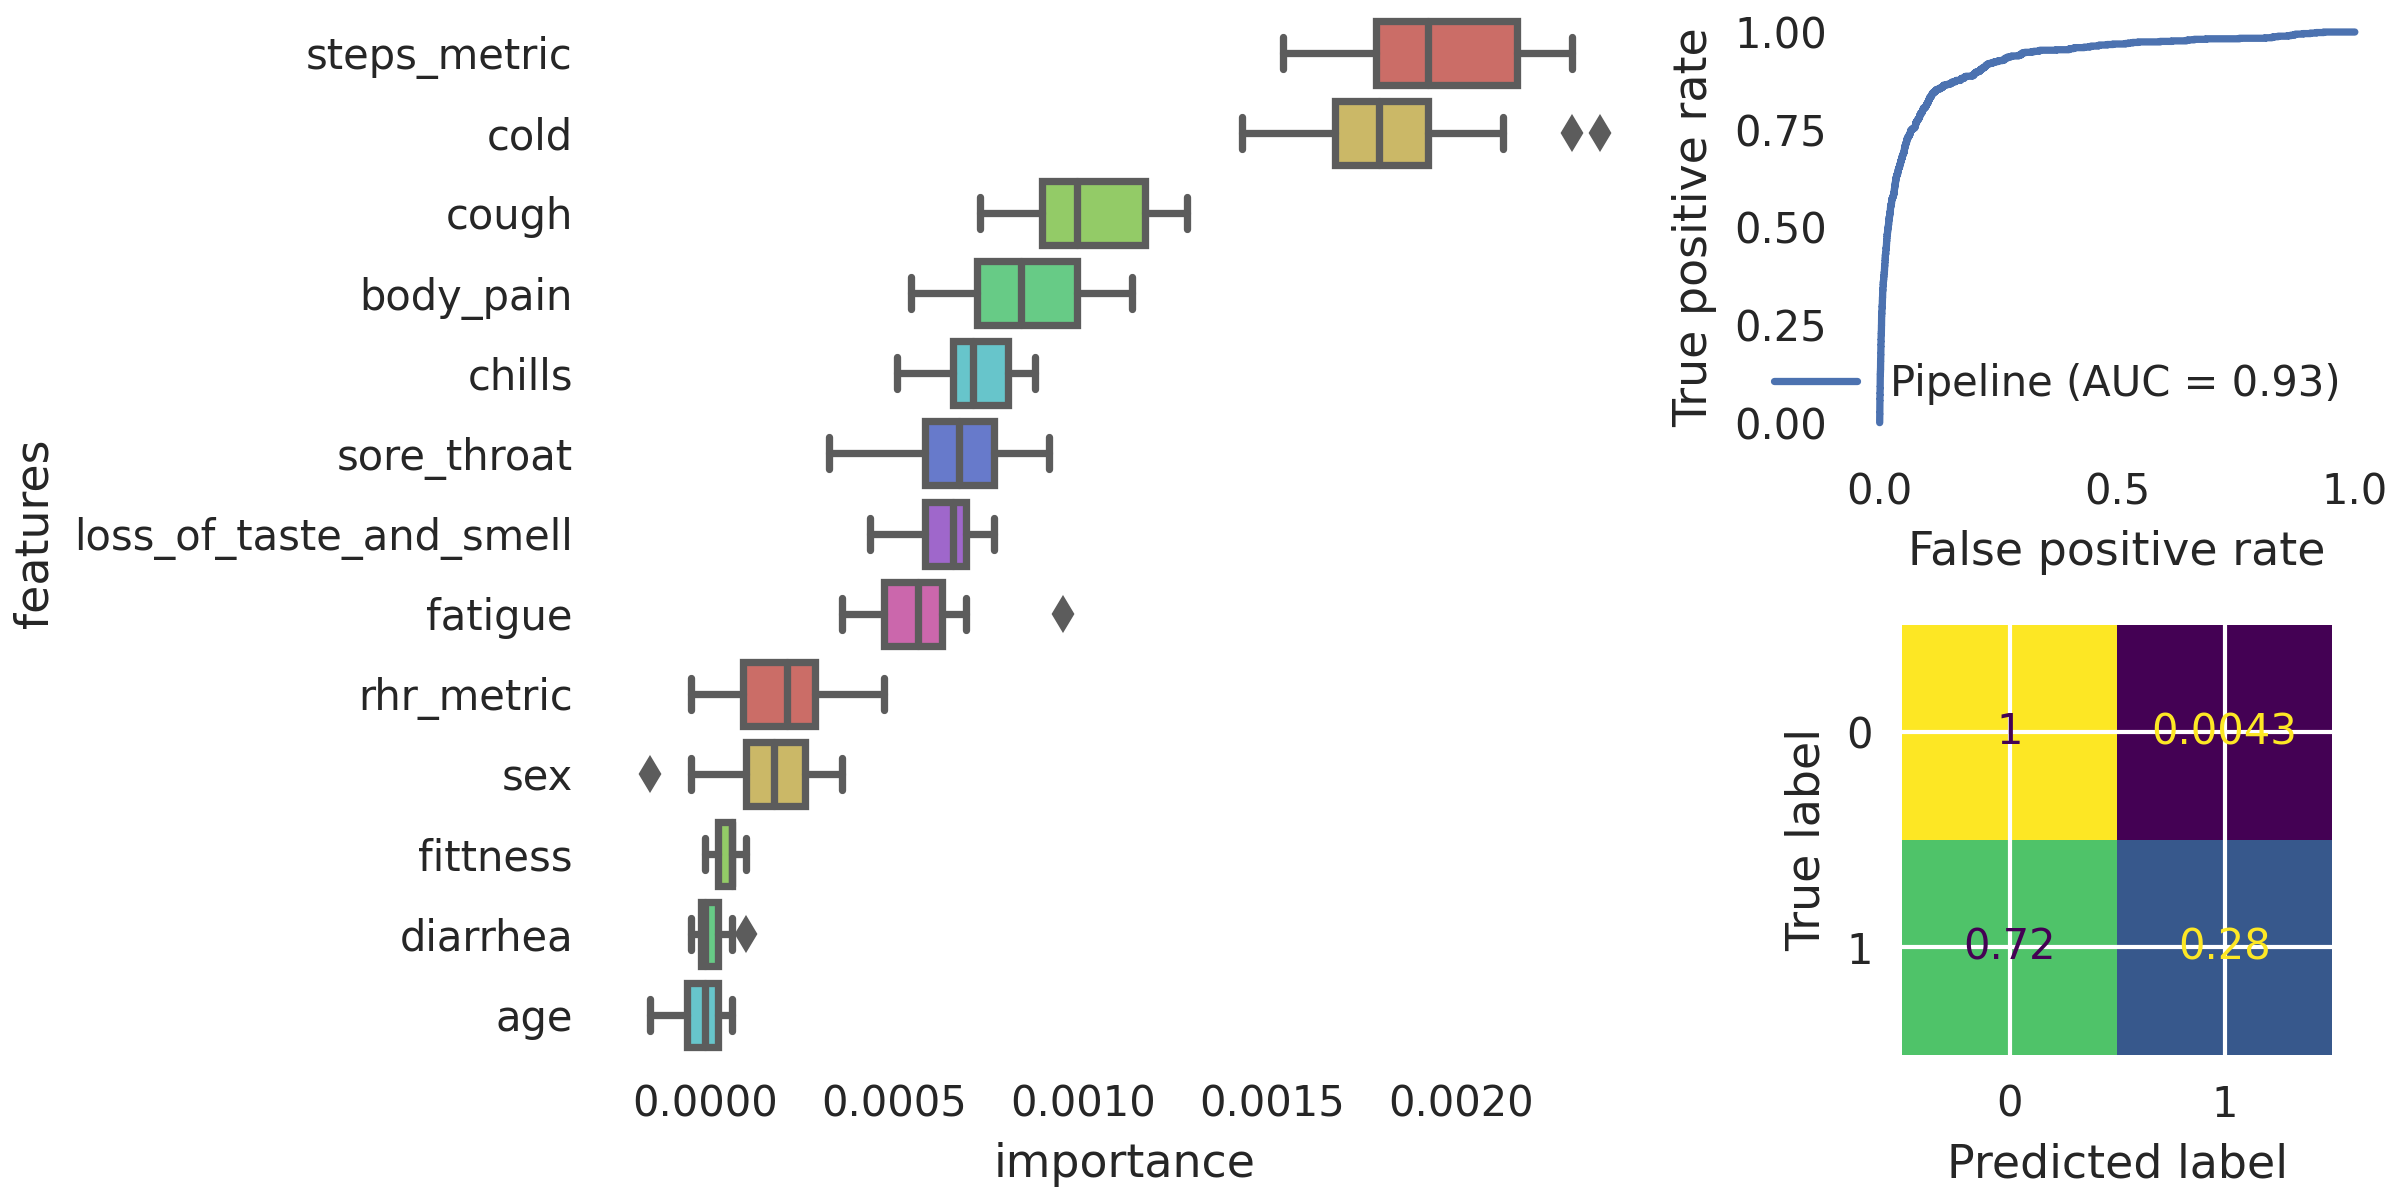 features
steps_metric
cold
cough
body_pain
chills
sore_throat
loss_of_taste_and_smell
fatigue
rhr_metric
sex
fittness
diarrhea
age
0.0000 0.0005 0.0010 0.0015 0.0020
importance
True positive rate
1.00
0.75
0.50
0.25
0.00
Pipeline (AUC = 0.93)
0.0 0.5 1.0
False positive rate
True label
0
1
1 0.0043
0.72 0.28
0 1
Predicted label